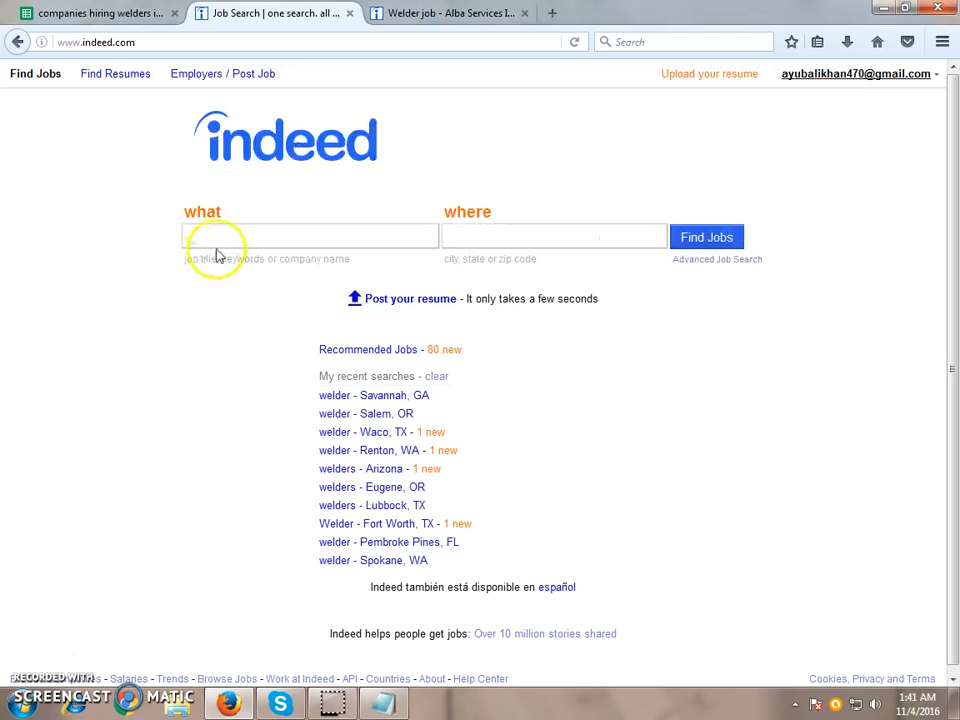 companies hiring welders i...
Job Search | one search. all ...
Welder job - Alba Services I...
www.indeed.com
Search
Find Jobs
Find Resumes
Employers / Post Job
Upload your resume
ayubalikhan470@gmail.com
indeed
what
where
Find Jobs
job title, keywords or company name
city, state or zip code
Advanced Job Search
Post your resume - It only takes a few seconds
Recommended Jobs - 80 new
My recent searches - clear
welder - Savannah, GA
welder - Salem, OR
welder - Waco, TX - 1 new
welder - Renton, WA - 1 new
welders - Arizona - 1 new
welders - Eugene, OR
welders - Lubbock, TX
Welder - Fort Worth, TX - 1 new
welder - Pembroke Pines, FL
welder - Spokane, WA
Indeed también está disponible en español
Indeed helps people get jobs: Over 10 million stories shared
Salaries - Trends - Browse Jobs - Work at Indeed - API - Countries - About - Help Center
Cookies, Privacy and Terms
RECORDED WITH
SCREENCAST MATIC
1:41 AM
11/4/2016